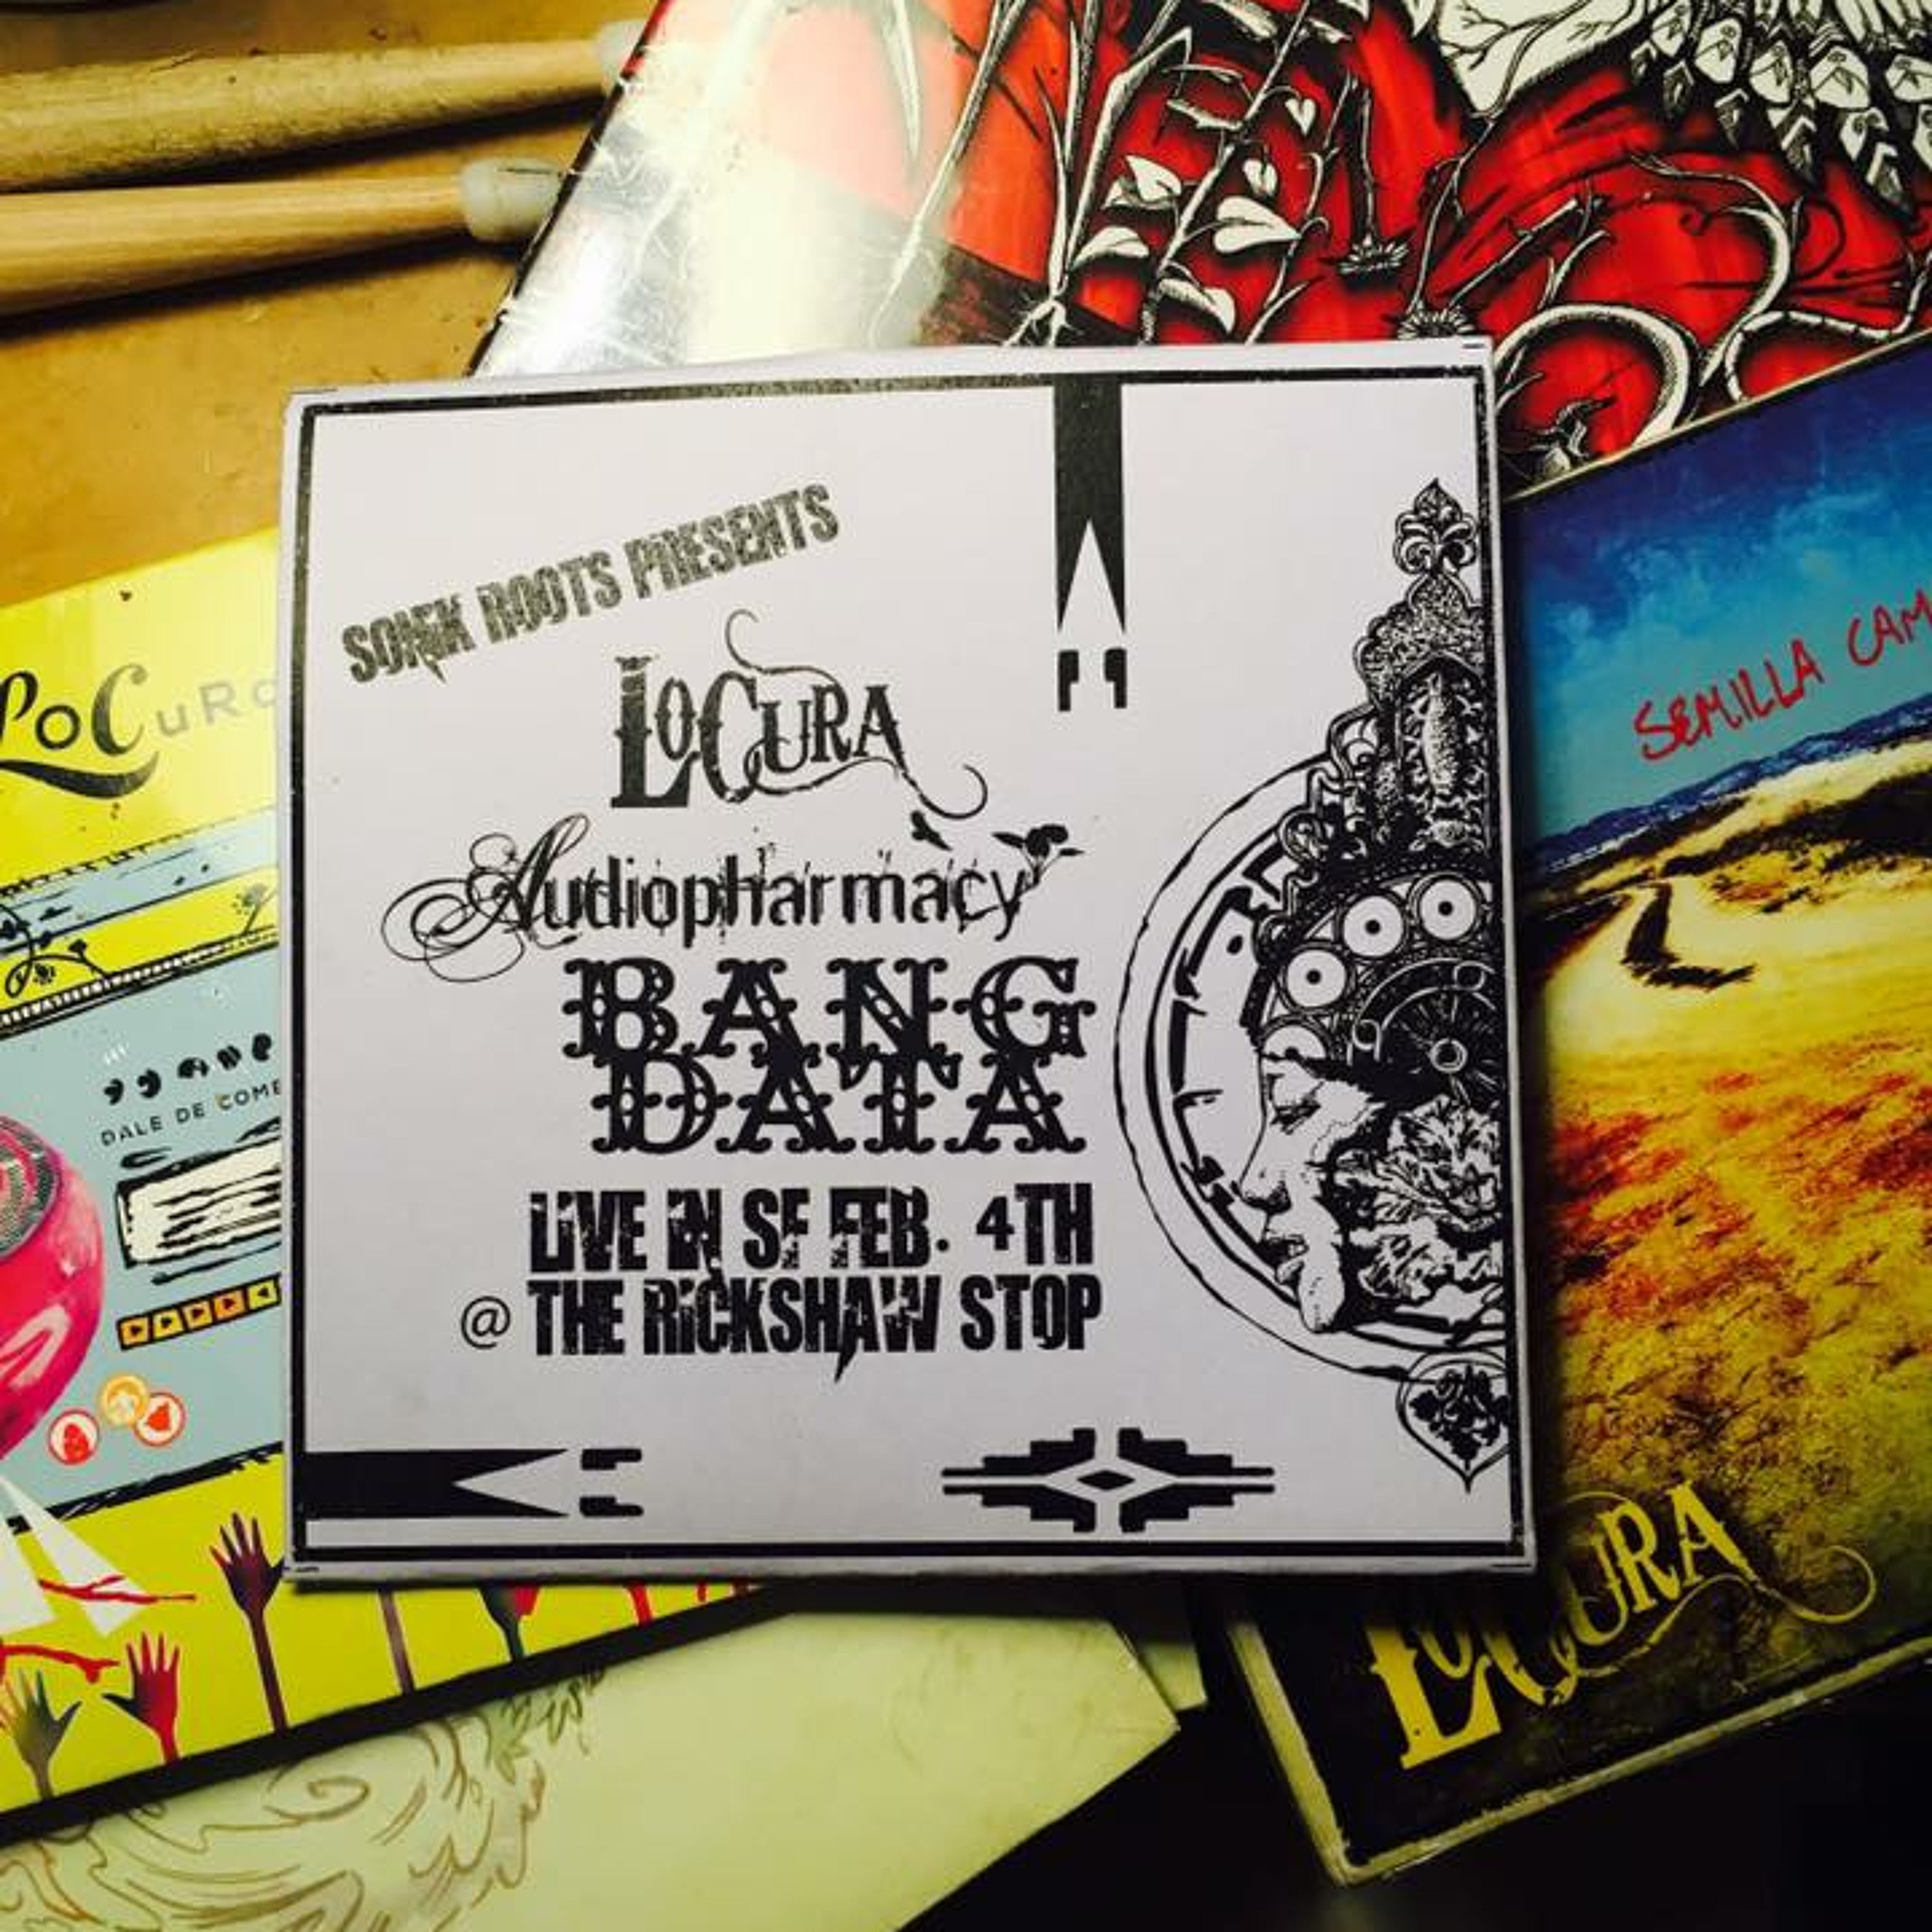 SONIK ROOTS PRESENTS
LOCURA
Audiopharmacy
BANG
DATA
LIVE IN SF FEB. 4TH
@ THE RICKSHAW STOP
LoCuRa
DALE DE COME
SEMILLA CAM
LOCURA